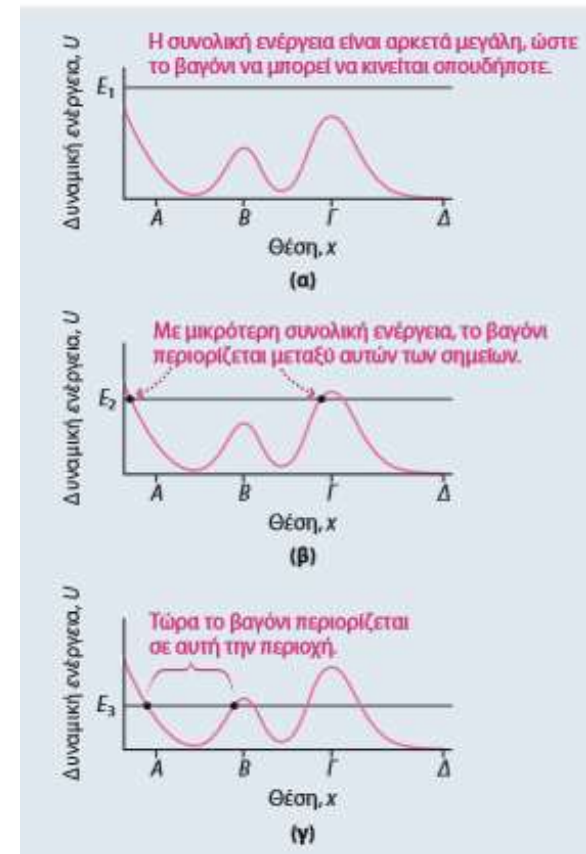 Η συνολική ενέργεια είναι αρκετά μεγάλη, ώστε
το βαγόνι να μπορεί να κινείται οπουδήποτε.
Δυναμική ενέργεια, U
E₁
A B Γ Δ
Θέση, x
(α)
Με μικρότερη συνολική ενέργεια, το βαγόνι
περιορίζεται μεταξύ αυτών των σημείων.
Δυναμική ενέργεια, U
E₂
A B Γ Δ
Θέση, x
(β)
Τώρα το βαγόνι περιορίζεται
σε αυτή την περιοχή.
Δυναμική ενέργεια, U
E₃
A B Γ Δ
Θέση, x
(γ)